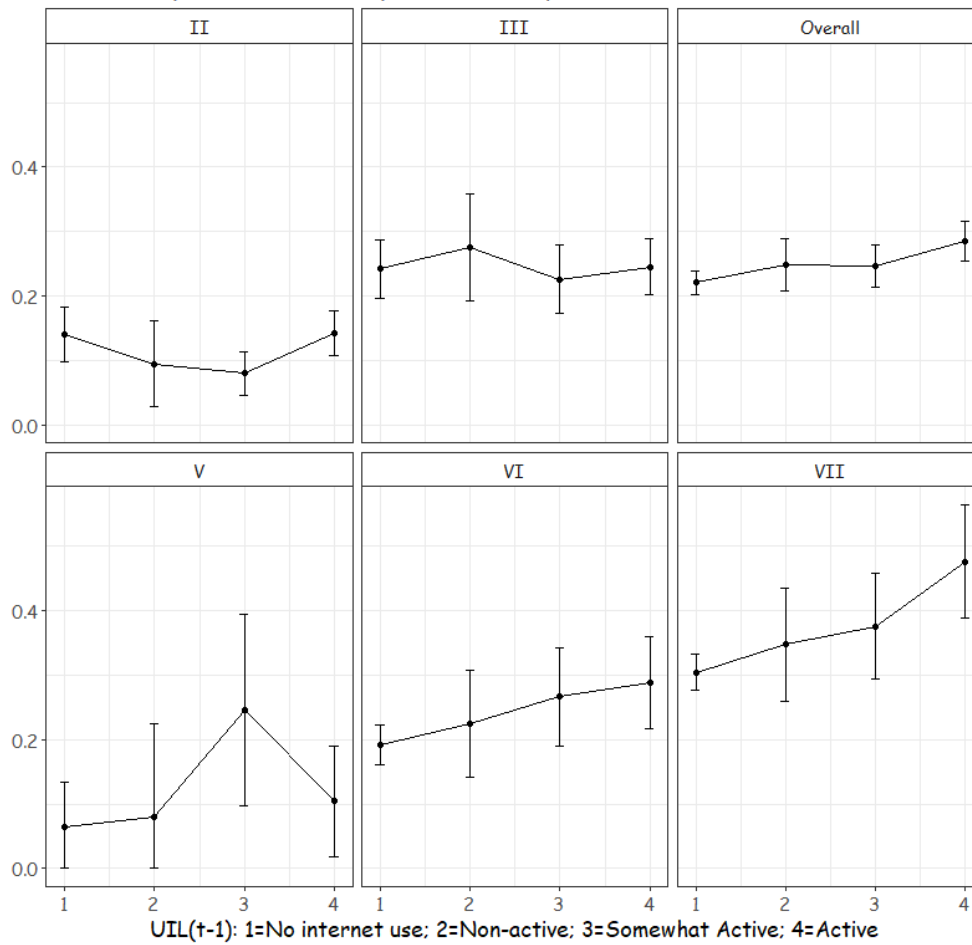 II III Overall
0.4
0.2
0.0
V VI VII
0.4
0.2
0.0
1 2 3 4 1 2 3 4 1 2 3 4
UIL(t-1): 1=No internet use; 2=Non-active; 3=Somewhat Active; 4=Active